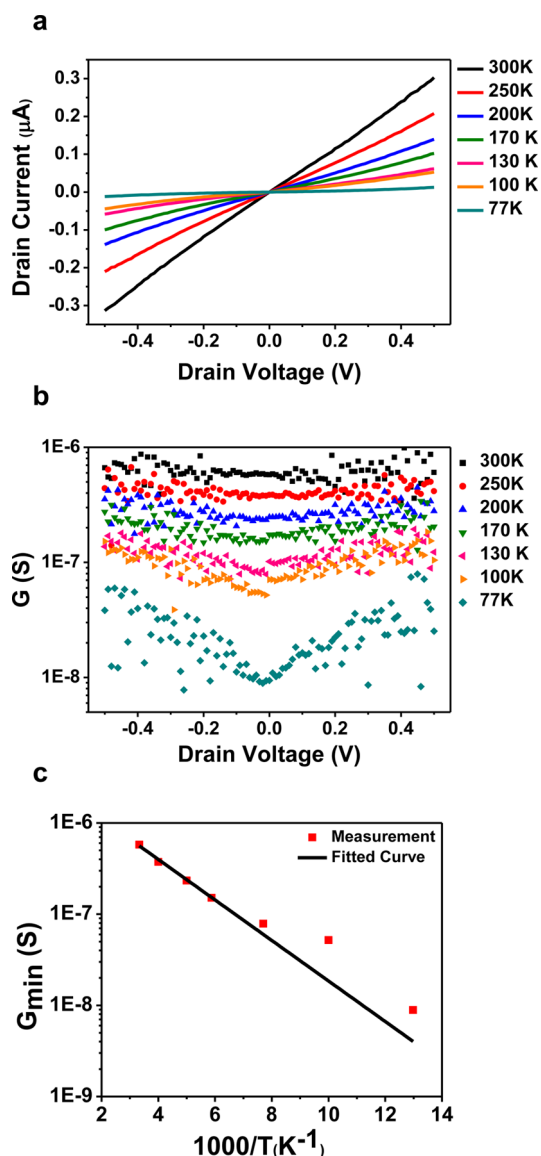 a
0.3
0.2
0.1
0.0
-0.1
-0.2
-0.3
Drain Current (μA)
-0.4 -0.2 0.0 0.2 0.4
Drain Voltage (V)
300K
250K
200K
170 K
130 K
100 K
77K
b
1E-6
1E-7
1E-8
G (S)
-0.4 -0.2 0.0 0.2 0.4
Drain Voltage (V)
300K
250K
200K
170 K
130 K
100K
77K
c
1E-6
1E-7
1E-8
1E-9
Gmin (S)
Measurement
Fitted Curve
2 4 6 8 10 12 14
1000/T(K-1)